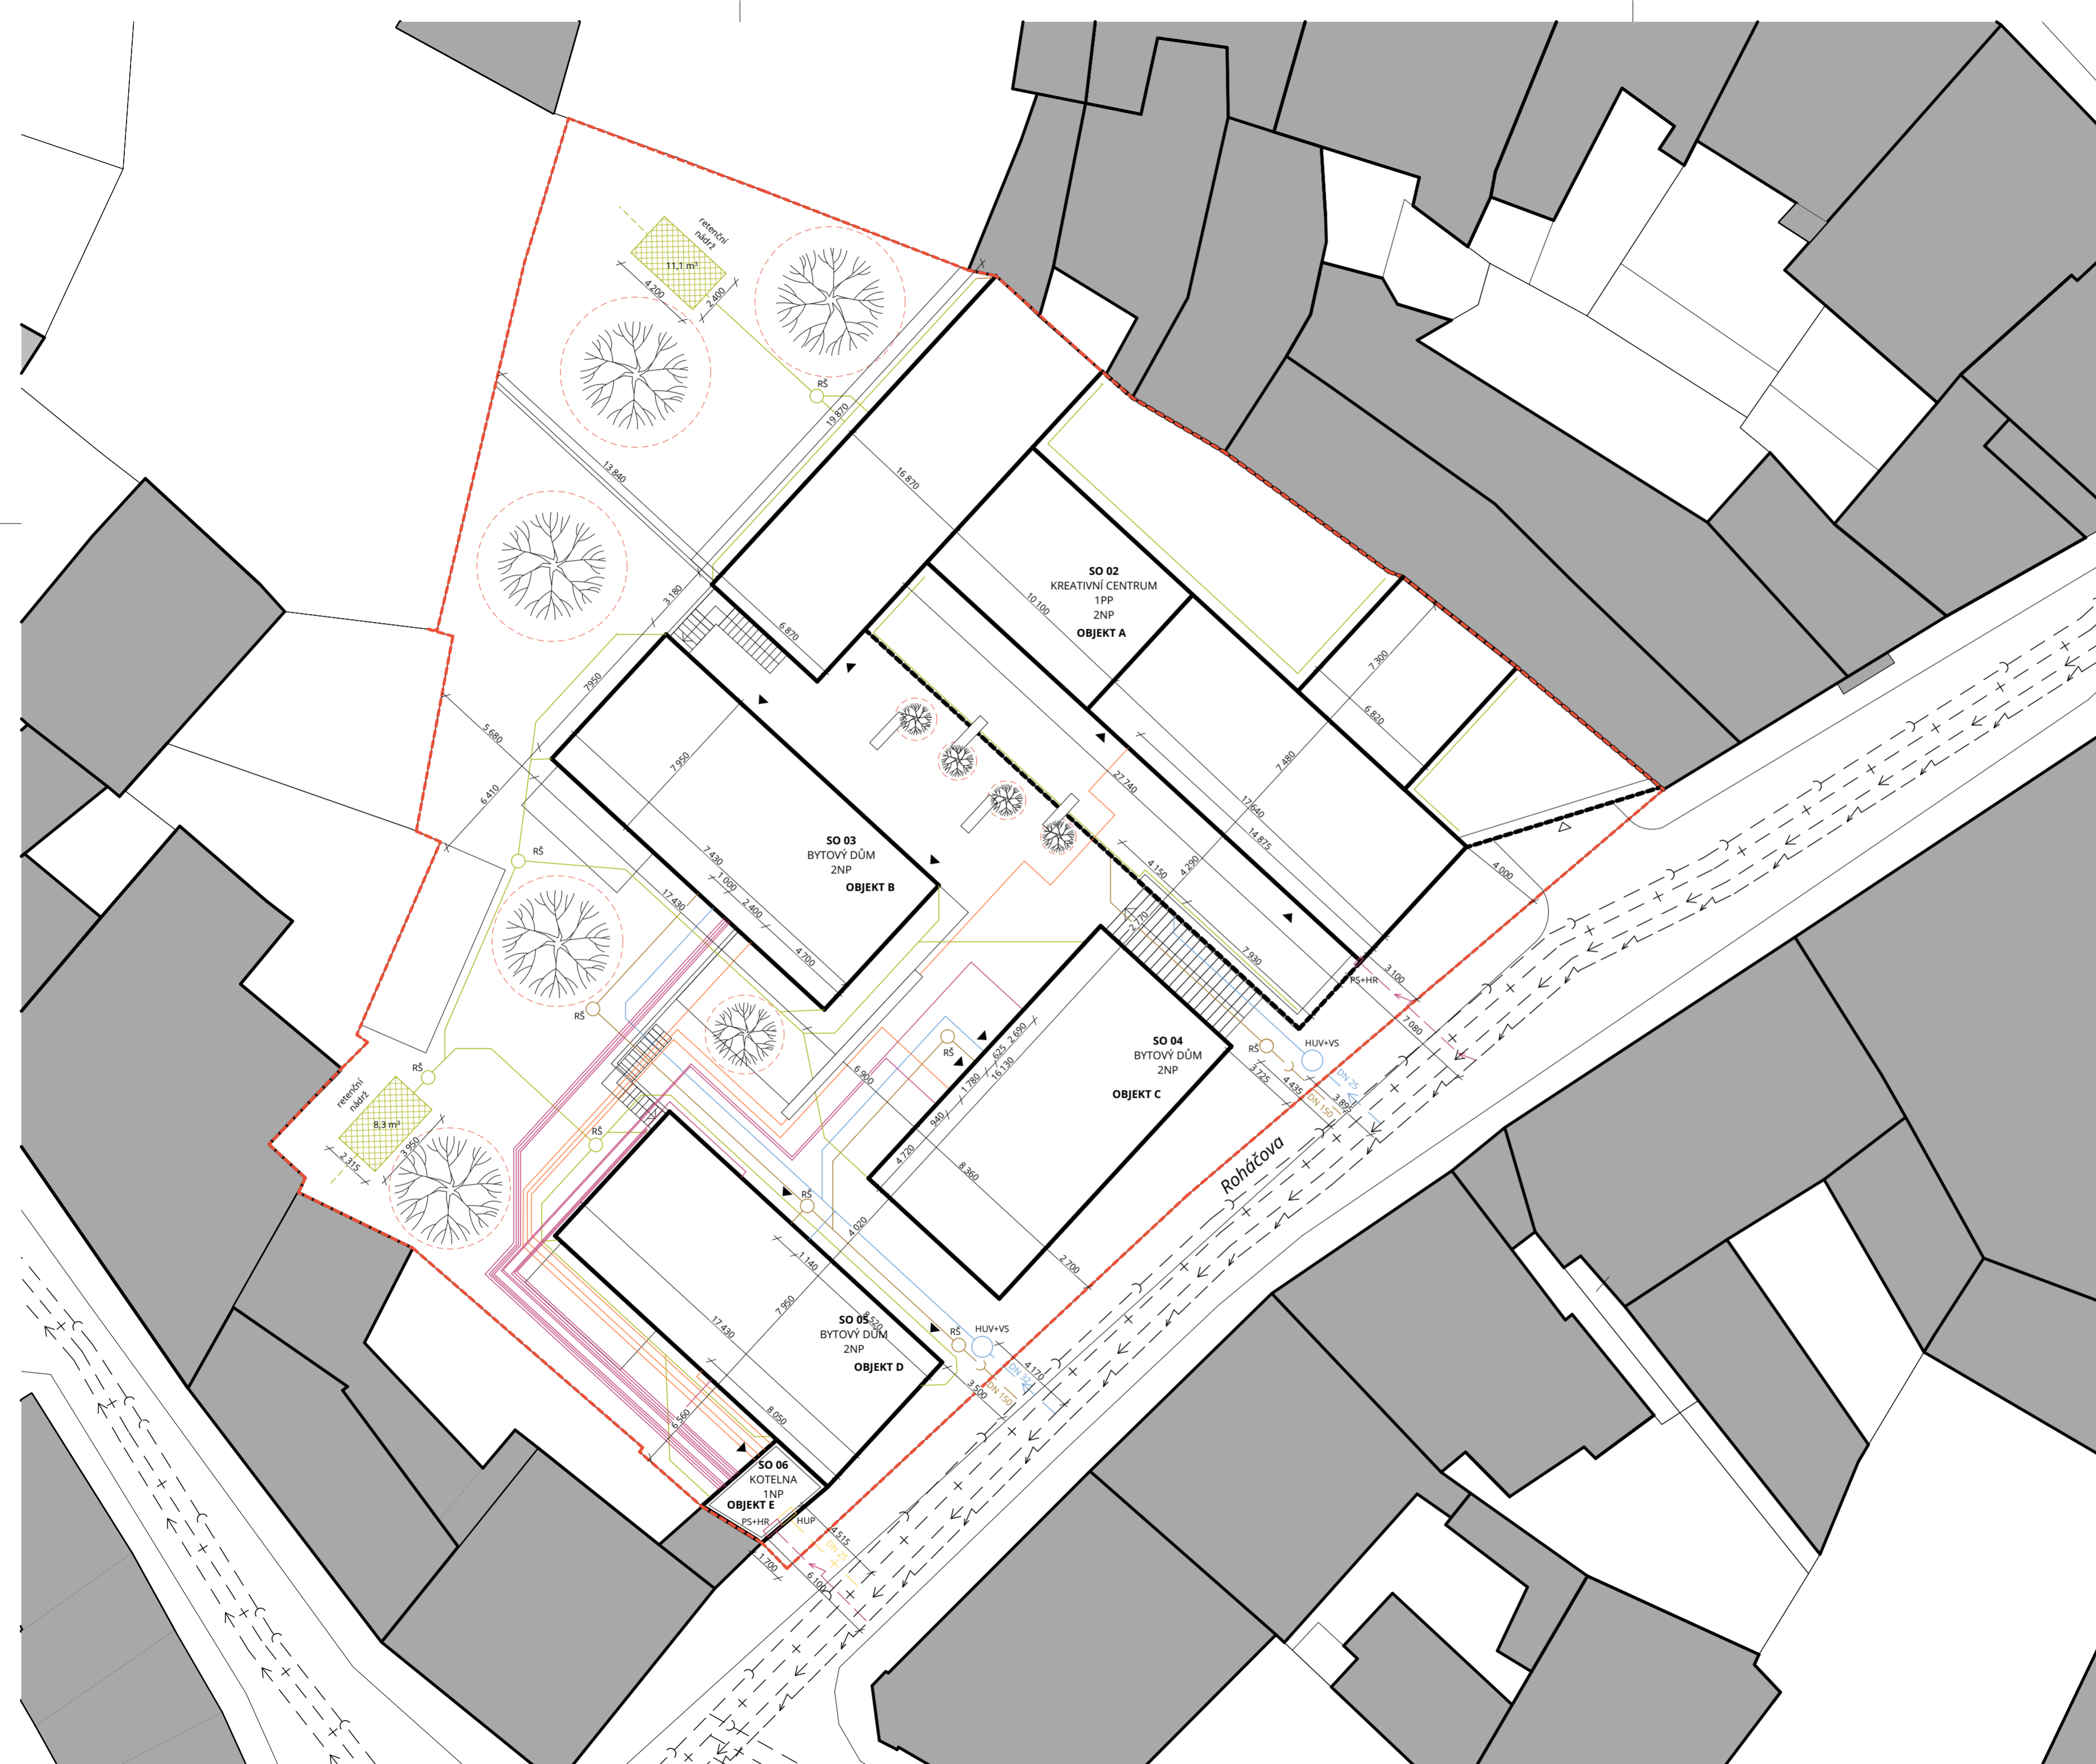 retenční
nádrž
11,1 m³
4 200
2 400
RŠ
19 870
13 840
16 870
3 180
6 870
SO 02
KREATIVNÍ CENTRUM
1PP
2NP
OBJEKT A
10 100
7 300
6 820
7950
5 680
7 950
6 410
27 740
7 480
17 640
14 875
SO 03
BYTOVÝ DŮM
2NP
OBJEKT B
RŠ
7 430
1 000
2 400
17 430
4 700
4 150
4 290
4 000
2 770
7 930
3 100
PS+HR
7 080
RŠ
6 900
RŠ
2 690
625
16 130
1 780
940
4 720
SO 04
BYTOVÝ DŮM
2NP
OBJEKT C
RŠ
HUV+VS
3 725
4 435
DN 25
DN 150
3 895
Roháčova
RŠ
retenční
nádrž
8,3 m³
3 950
2 315
RŠ
RŠ
8 360
4 020
2 700
1 140
7 950
8 520
17 430
SO 05
BYTOVÝ DŮM
2NP
OBJEKT D
RŠ
HUV+VS
4 170
DN 32
DN 150
3 500
6 560
8 050
SO 06
KOTELNA
1NP
OBJEKT E
PS+HR
HUP
4 515
DN 25
1 700
6 100